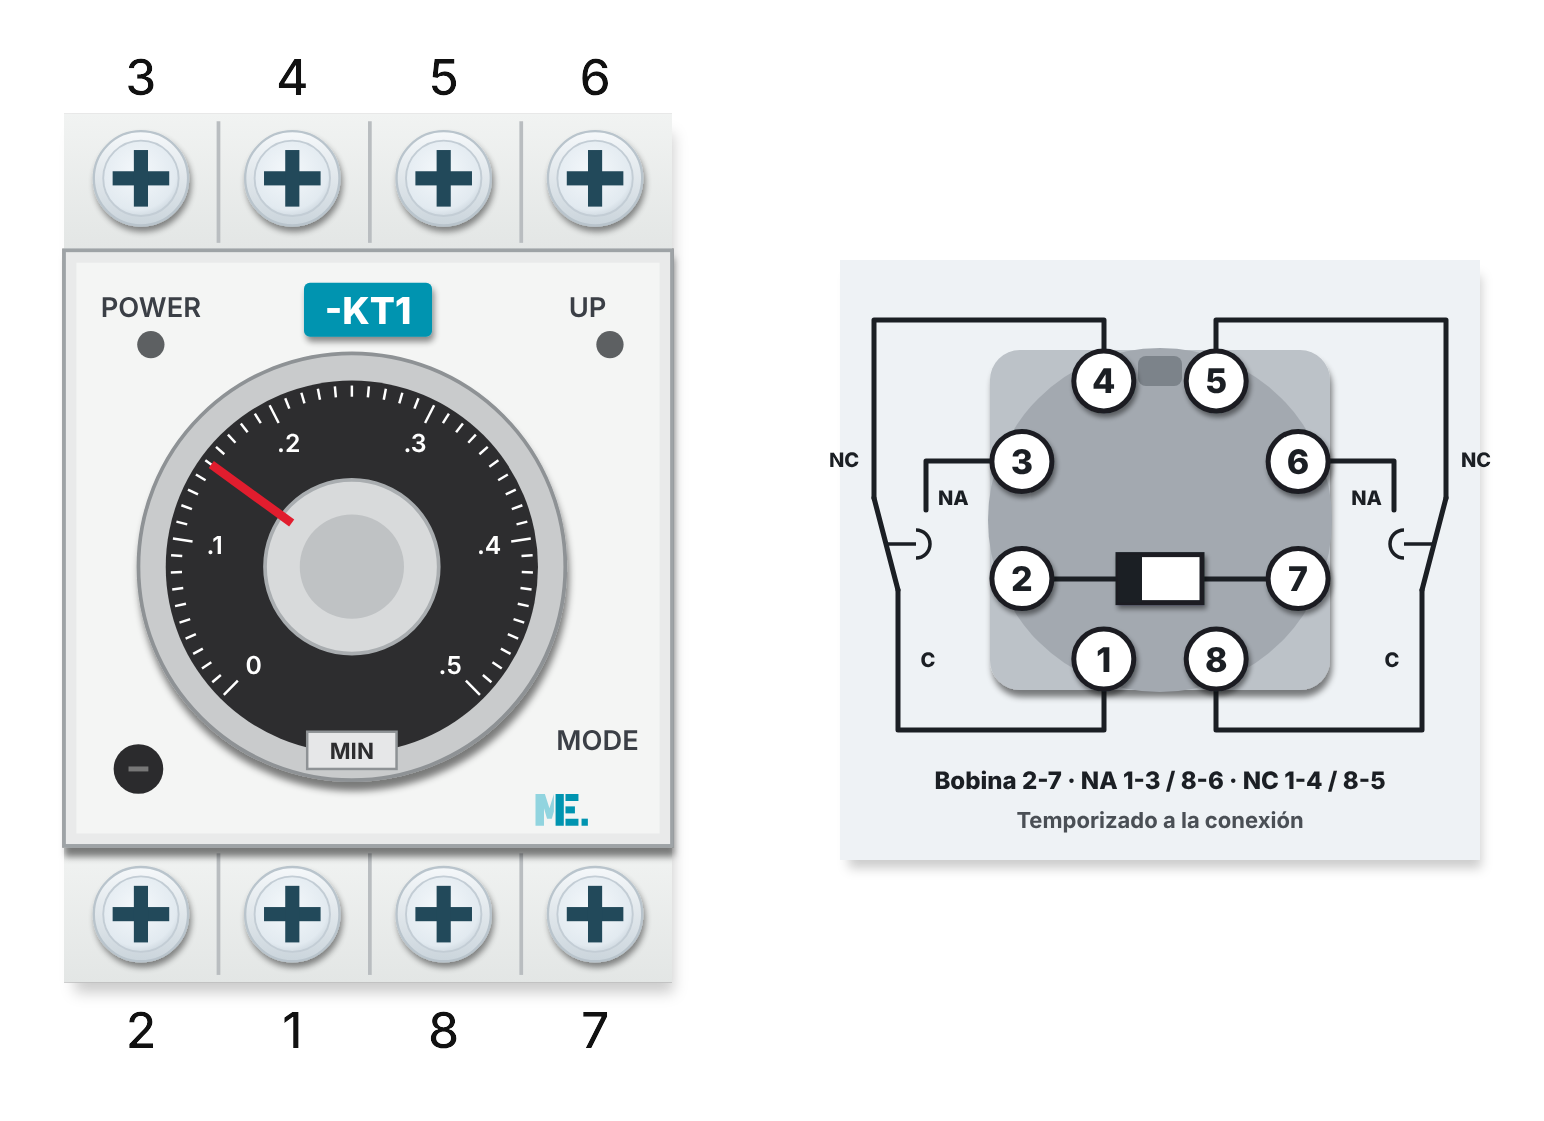 3 4 5 6
POWER -KT1 UP
.2 .3
.1 .4
0 .5
MIN
MODE
ME.
2 1 8 7
4 5
3 6
NC NC
NA NA
2 7
1 8
C C
Bobina 2-7 · NA 1-3 / 8-6 · NC 1-4 / 8-5
Temporizado a la conexión